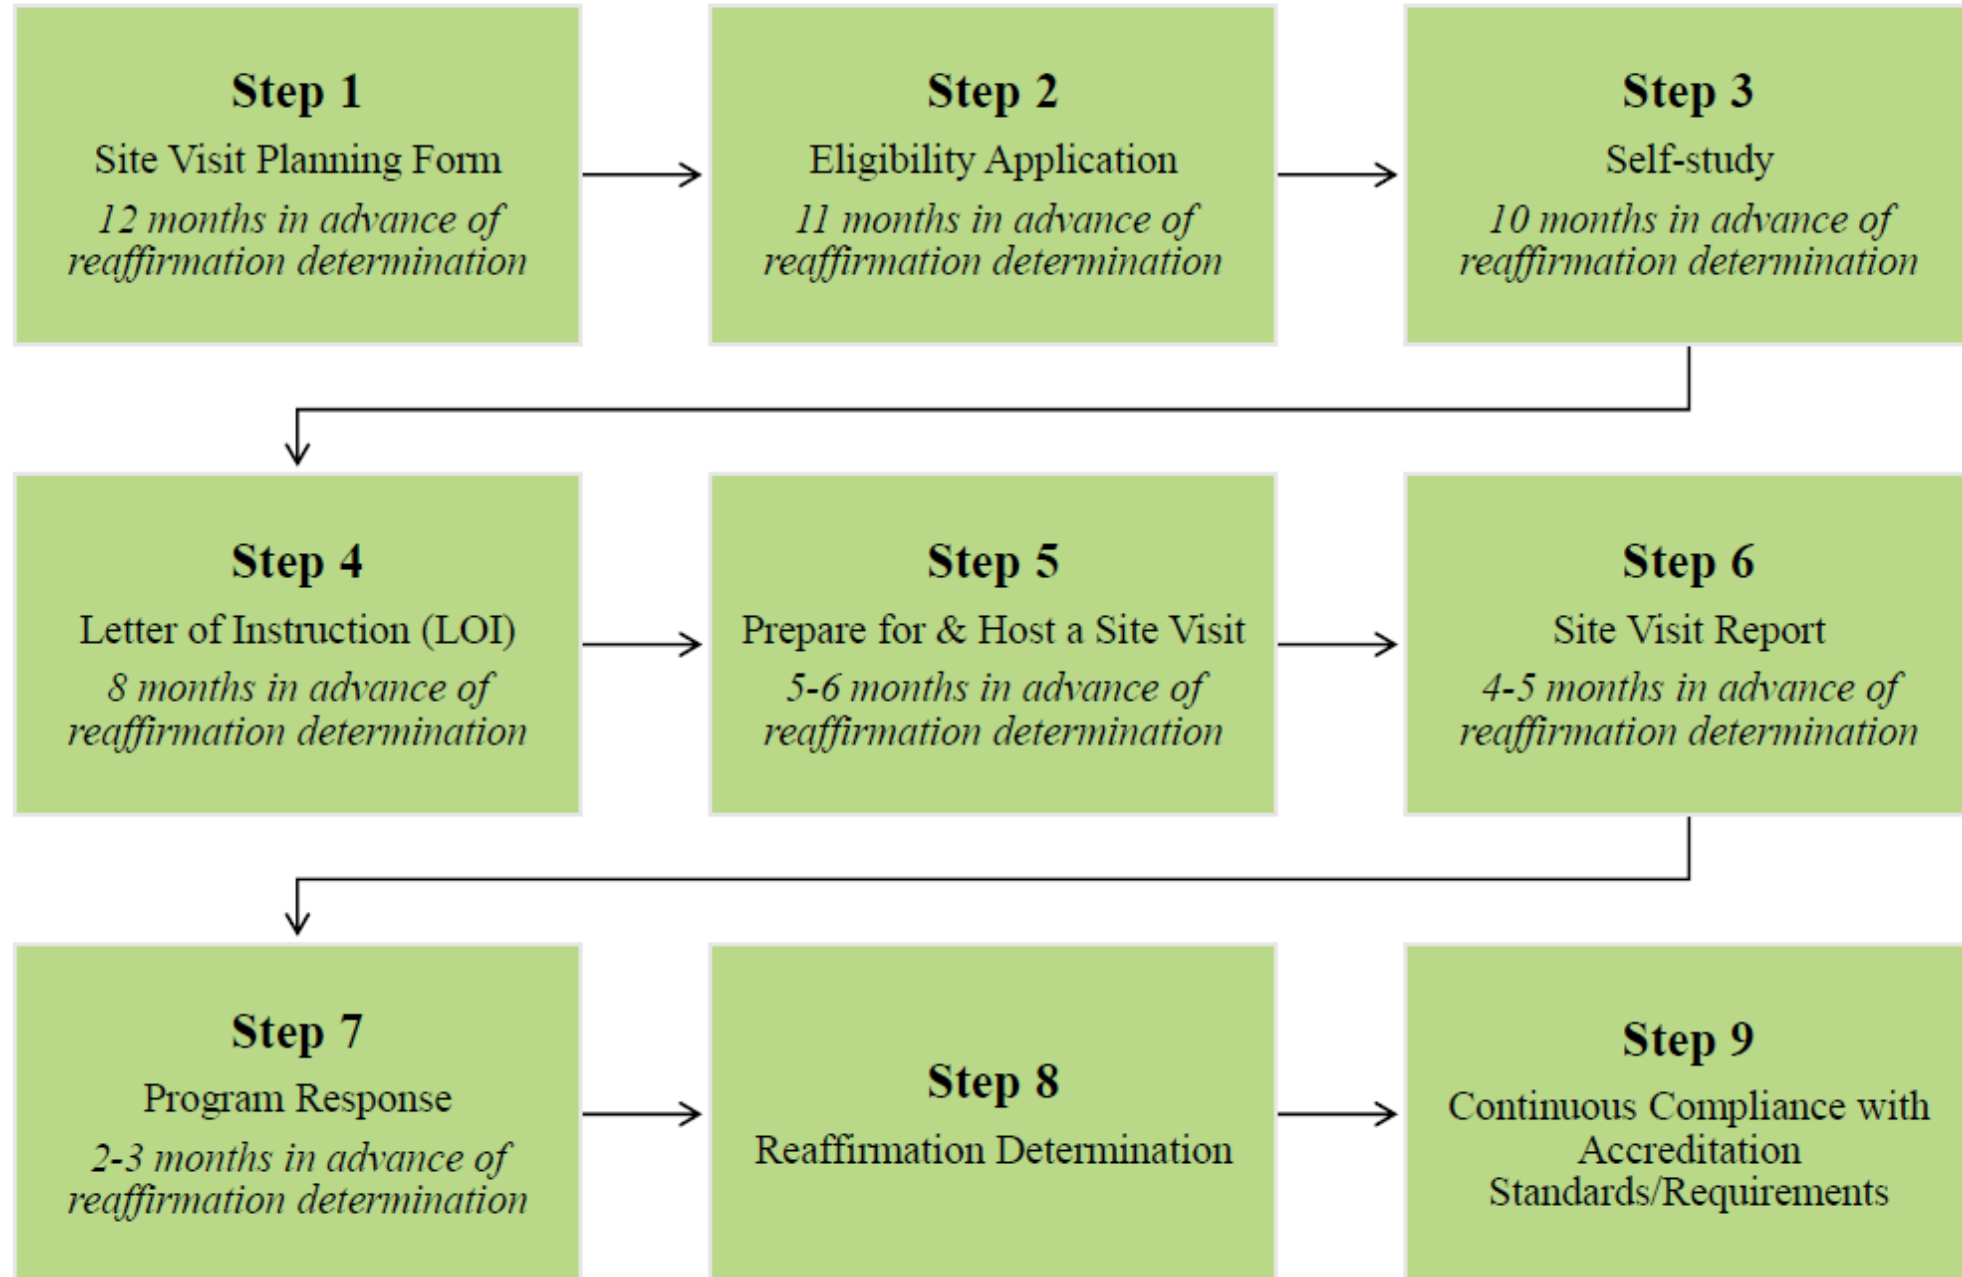 Step 1
Site Visit Planning Form
12 months in advance of
reaffirmation determination
Step 2
Eligibility Application
11 months in advance of
reaffirmation determination
Step 3
Self-study
10 months in advance of
reaffirmation determination
Step 4
Letter of Instruction (LOI)
8 months in advance of
reaffirmation determination
Step 5
Prepare for & Host a Site Visit
5-6 months in advance of
reaffirmation determination
Step 6
Site Visit Report
4-5 months in advance of
reaffirmation determination
Step 7
Program Response
2-3 months in advance of
reaffirmation determination
Step 8
Reaffirmation Determination
Step 9
Continuous Compliance with
Accreditation
Standards/Requirements